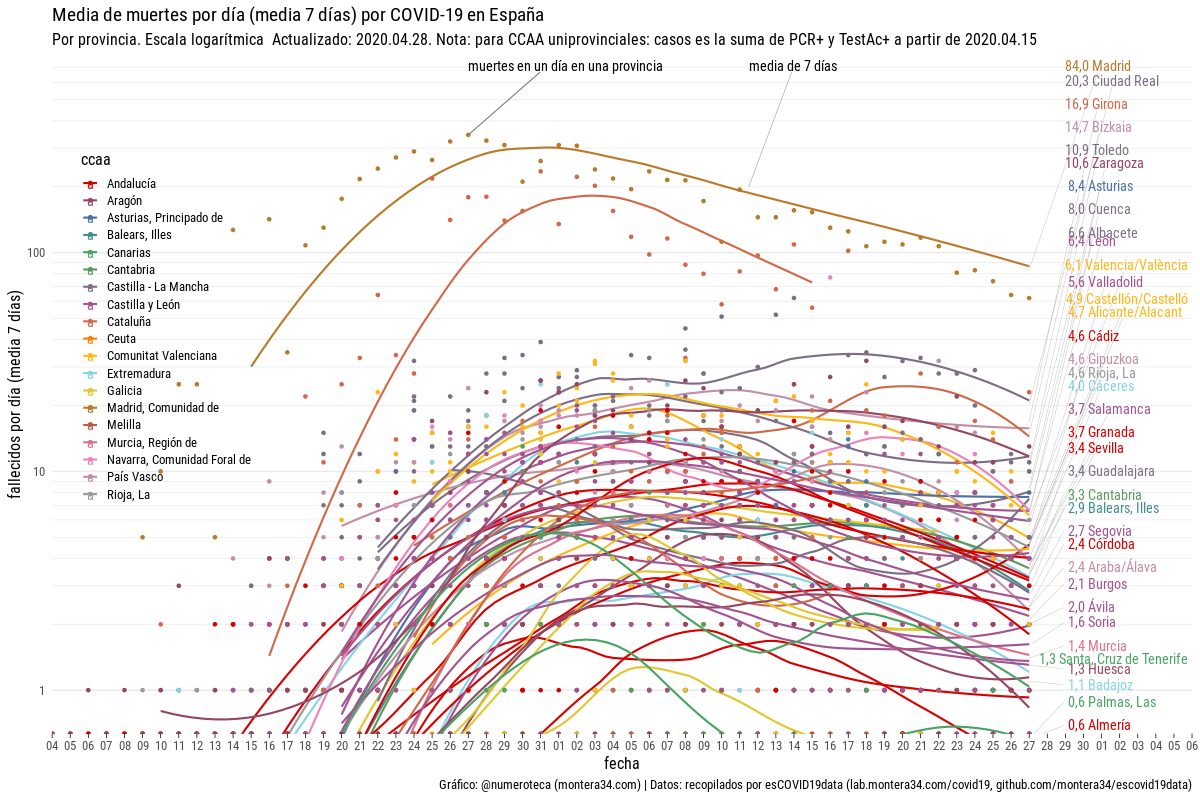 Media de muertes por día (media 7 días) por COVID-19 en España
Por provincia. Escala logarítmica  Actualizado: 2020.04.28. Nota: para CCAA uniprovinciales: casos es la suma de PCR+ y TestAc+ a partir de 2020.04.15
muertes en un día en una provincia
media de 7 días
84,0 Madrid
20,3 Ciudad Real
16,9 Girona
14,7 Bizkaia
10,9 Toledo
10,6 Zaragoza
8,4 Asturias
8,0 Cuenca
6,6 Albacete
6,4 León
6,1 Valencia/València
5,6 Valladolid
4,9 Castellón/Castelló
4,7 Alicante/Alacant
4,6 Cádiz
4,6 Gipuzkoa
4,6 Rioja, La
4,0 Cáceres
3,7 Salamanca
3,7 Granada
3,4 Sevilla
3,4 Guadalajara
3,3 Cantabria
2,9 Balears, Illes
2,7 Segovia
2,4 Córdoba
2,4 Araba/Álava
2,1 Burgos
2,0 Ávila
1,6 Soria
1,4 Murcia
1,3 Santa, Cruz de Tenerife
1,3 Huesca
1,1 Badajoz
0,6 Palmas, Las
0,6 Almería
ccaa
Andalucía
Aragón
Asturias, Principado de
Balears, Illes
Canarias
Cantabria
Castilla - La Mancha
Castilla y León
Cataluña
Ceuta
Comunitat Valenciana
Extremadura
Galicia
Madrid, Comunidad de
Melilla
Murcia, Región de
Navarra, Comunidad Foral de
País Vasco
Rioja, La
fallecidos por día (media 7 días)
100
10
1
04 05 06 07 08 09 10 11 12 13 14 15 16 17 18 19 20 21 22 23 24 25 26 27 28 29 30 31 01 02 03 04 05 06 07 08 09 10 11 12 13 14 15 16 17 18 19 20 21 22 23 24 25 26 27 28 29 30 01 02 03 04 05 06
fecha
Gráfico: @numeroteca (montera34.com) | Datos: recopilados por esCOVID19data (lab.montera34.com/covid19, github.com/montera34/escovid19data)